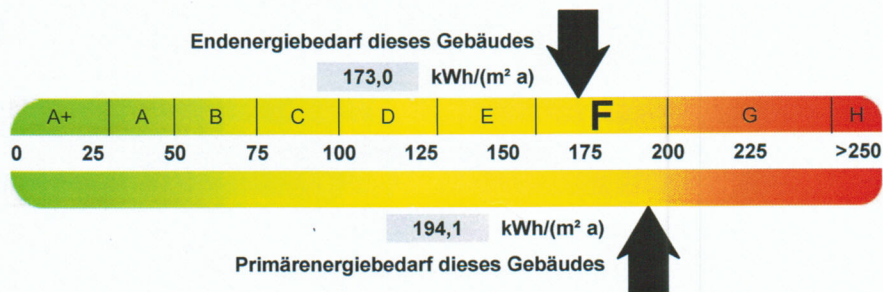 Endenergiebedarf dieses Gebäudes
173,0 kWh/(m² a)
A+ A B C D E F G H
0 25 50 75 100 125 150 175 200 225 >250
194,1 kWh/(m² a)
Primärenergiebedarf dieses Gebäudes